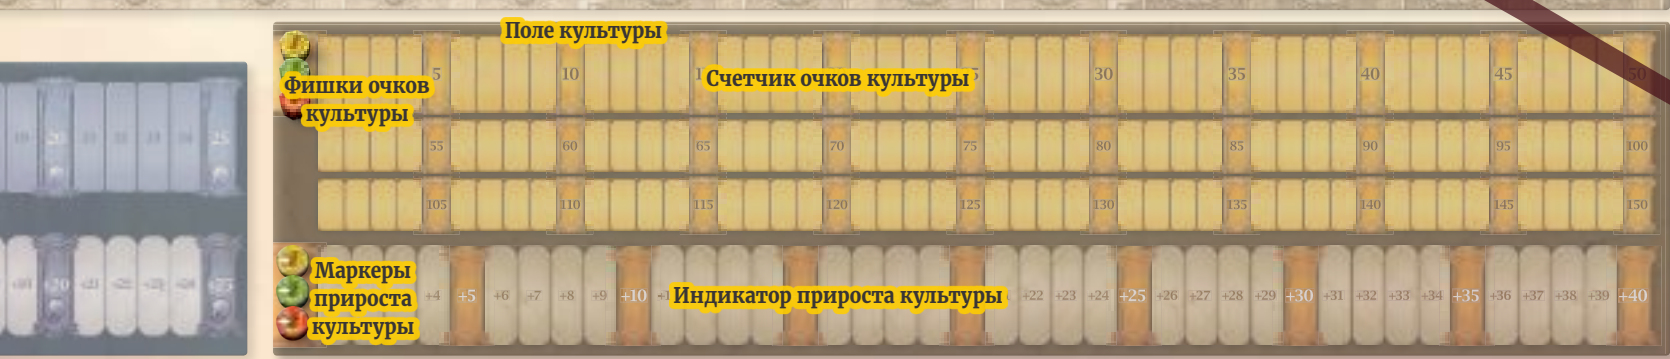 Поле культуры
5 10 30 35 40 45 50
Счетчик очков культуры
Фишки очков
культуры
55 60 65 70 75 80 85 90 95 100
105 110 115 120 125 130 135 140 145 150
Маркеры
прироста
культуры
+4 +5 +6 +7 +8 +9 +10 +22 +23 +24 +25 +26 +27 +28 +29 +30 +31 +32 +33 +34 +35 +36 +37 +38 +39 +40
Индикатор прироста культуры
20 25